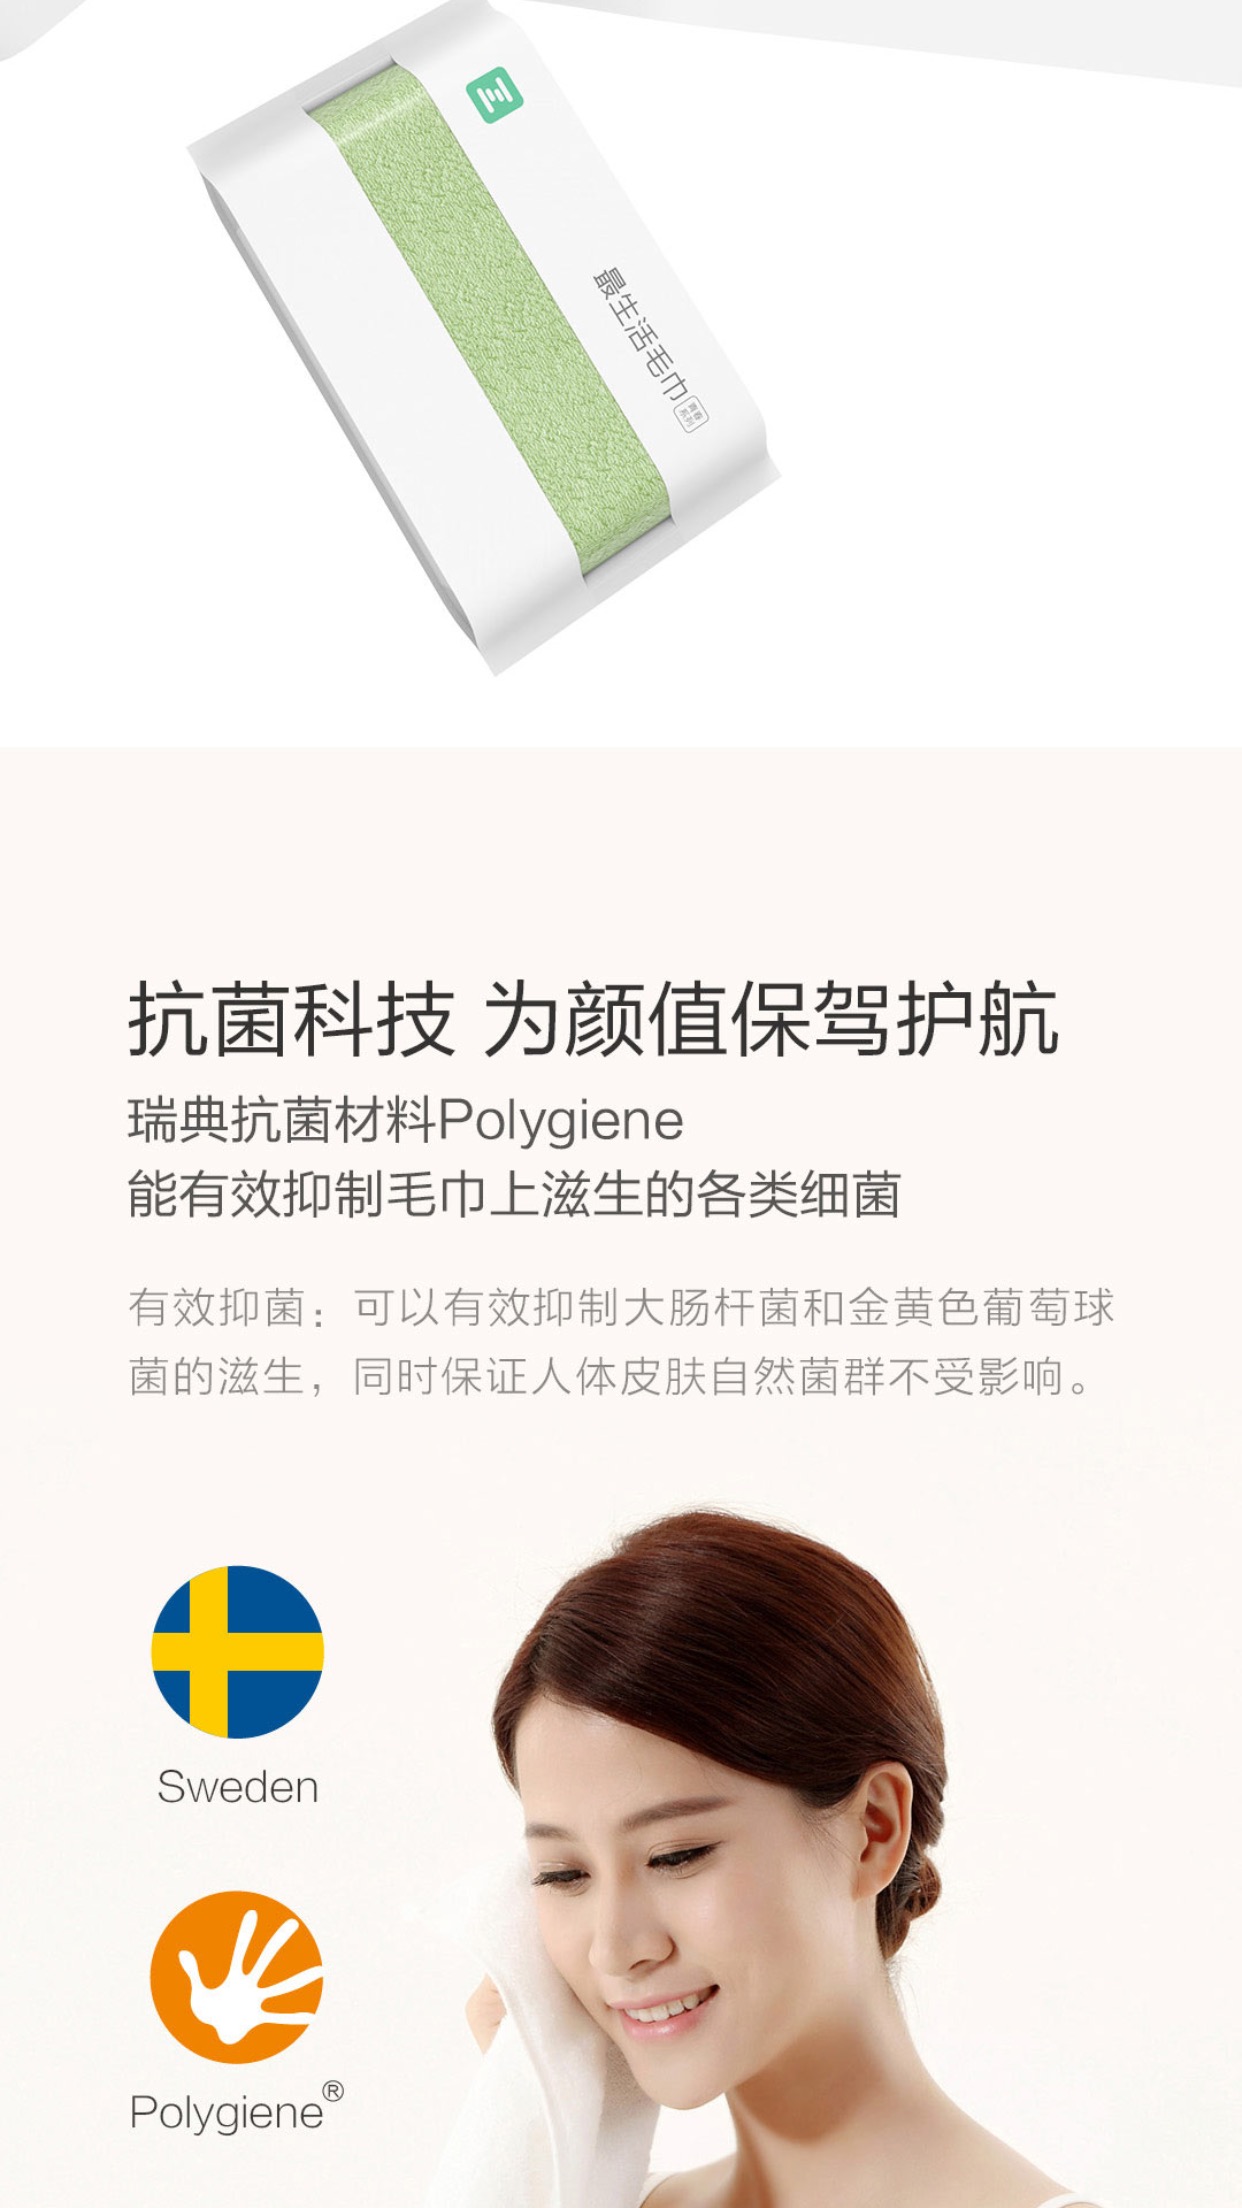 最生活毛巾
青春
系列
抗菌科技 为颜值保驾护航
瑞典抗菌材料Polygiene
能有效抑制毛巾上滋生的各类细菌
有效抑菌：可以有效抑制大肠杆菌和金黄色葡萄球
菌的滋生，同时保证人体皮肤自然菌群不受影响。
Sweden
Polygiene®